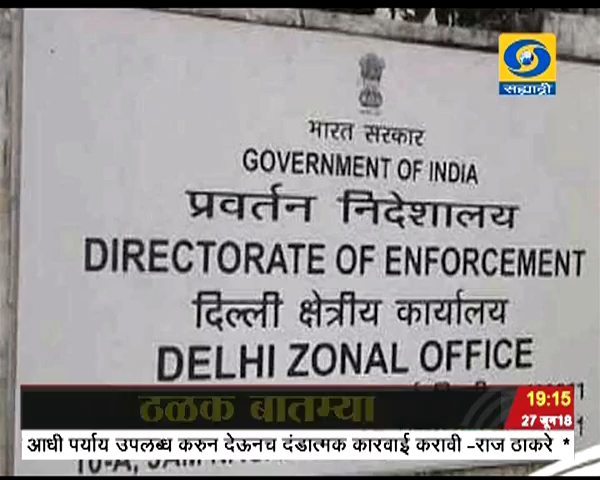 सह्याद्री
भारत सरकार
GOVERNMENT OF INDIA
प्रवर्तन निदेशालय
DIRECTORATE OF ENFORCEMENT
दिल्ली क्षेत्रीय कार्यालय
DELHI ZONAL OFFICE
ठळक बातम्या
19:15
27 जून18
आधी पर्याय उपलब्ध करुन देऊनच दंडात्मक कारवाई करावी -राज ठाकरे *